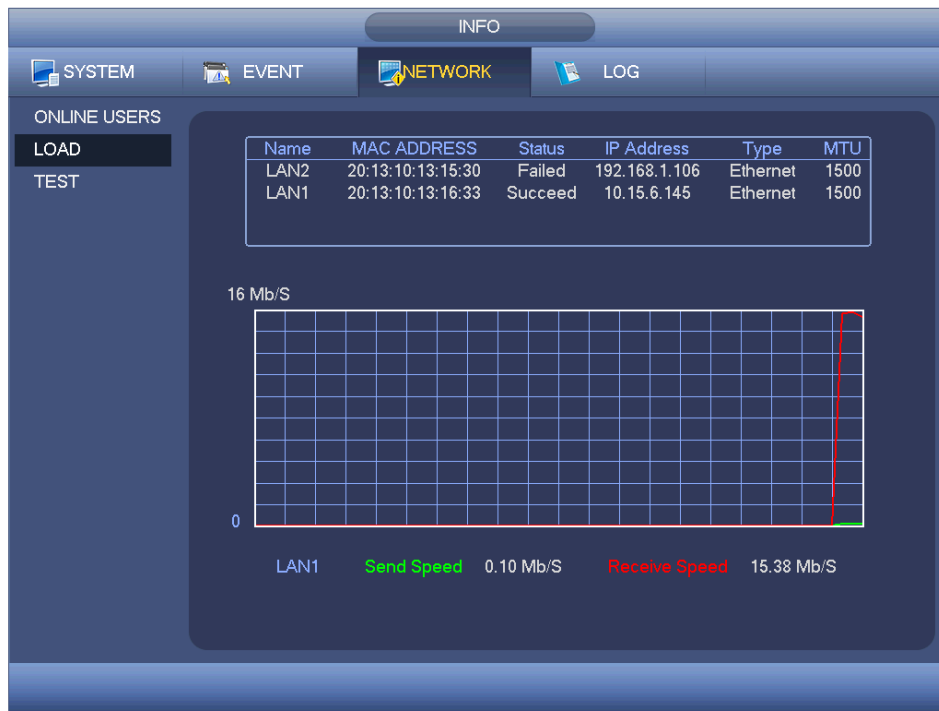 INFO
SYSTEM EVENT NETWORK LOG
ONLINE USERS
LOAD
TEST
Name MAC ADDRESS Status IP Address Type MTU
LAN2 20:13:10:13:15:30 Failed 192.168.1.106 Ethernet 1500
LAN1 20:13:10:13:16:33 Succeed 10.15.6.145 Ethernet 1500
16 Mb/S
0
LAN1 Send Speed 0.10 Mb/S Receive Speed 15.38 Mb/S